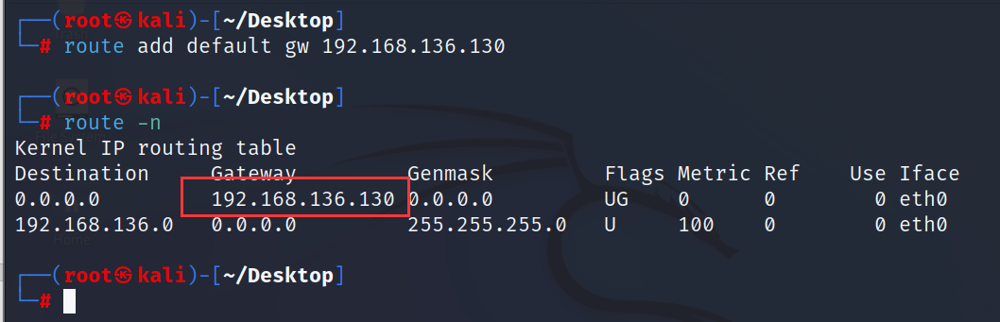 ┌──(root㉿kali)-[~/Desktop]
└─# route add default gw 192.168.136.130
┌──(root㉿kali)-[~/Desktop]
└─# route -n
Kernel IP routing table
Destination     Gateway         Genmask         Flags Metric Ref    Use Iface
0.0.0.0         192.168.136.130 0.0.0.0         UG    0      0        0 eth0
192.168.136.0   0.0.0.0         255.255.255.0   U     100    0        0 eth0
Home
┌──(root㉿kali)-[~/Desktop]
└─#